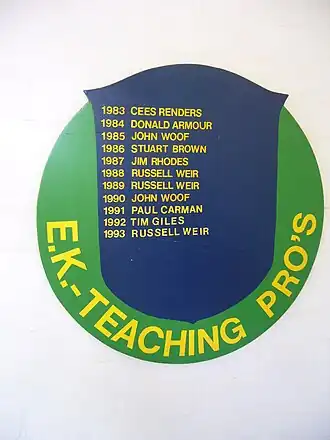 1983 CEES RENDERS
1984 DONALD ARMOUR
1985 JOHN WOOF
1986 STUART BROWN
1987 JIM RHODES
1988 RUSSELL WEIR
1989 RUSSELL WEIR
1990 JOHN WOOF
1991 PAUL CARMAN
1992 TIM GILES
1993 RUSSELL WEIR
E.K.-TEACHING PRO'S